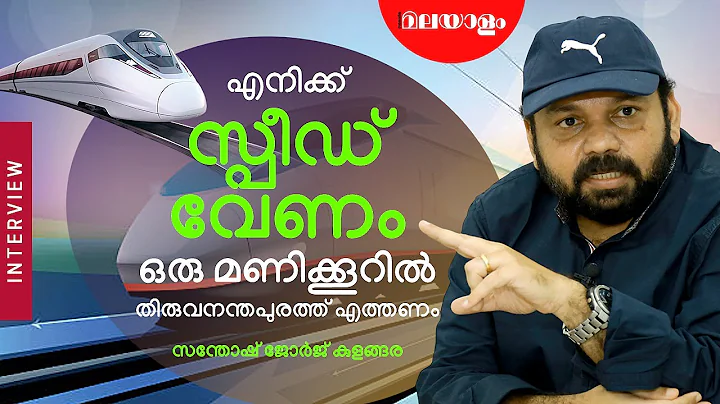 മലയാളം
എനിക്ക്
സ്പീഡ്
വേണം
ഒരു മണിക്കൂറിൽ
തിരുവനന്തപുരത്ത് എത്തണം
സന്തോഷ് ജോർജ് കുളങ്ങര
INTERVIEW